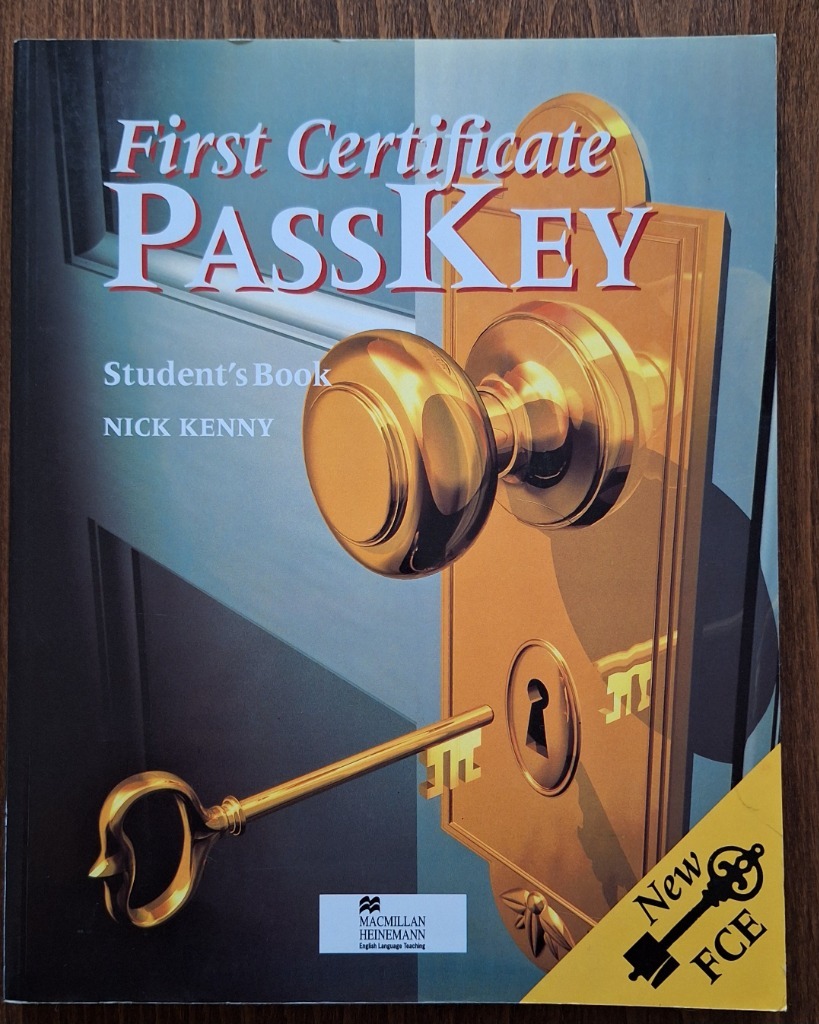 First Certificate
PASSKEY
Student's Book
NICK KENNY
MACMILLAN
HEINEMANN
English Language Teaching
New
FCE